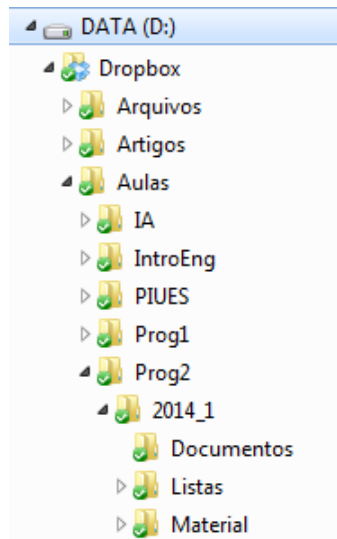 DATA (D:)
Dropbox
Arquivos
Artigos
Aulas
IA
IntroEng
PIUES
Prog1
Prog2
2014_1
Documentos
Listas
Material